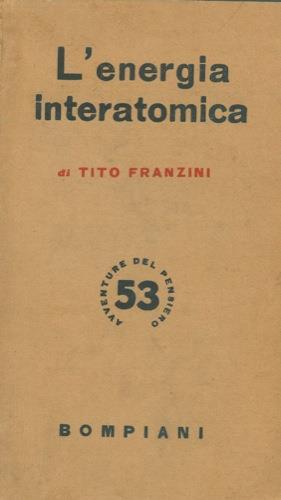 L'energia
interatomica
di TITO FRANZINI
AVVENTURE DEL PENSIERO
53
BOMPIANI